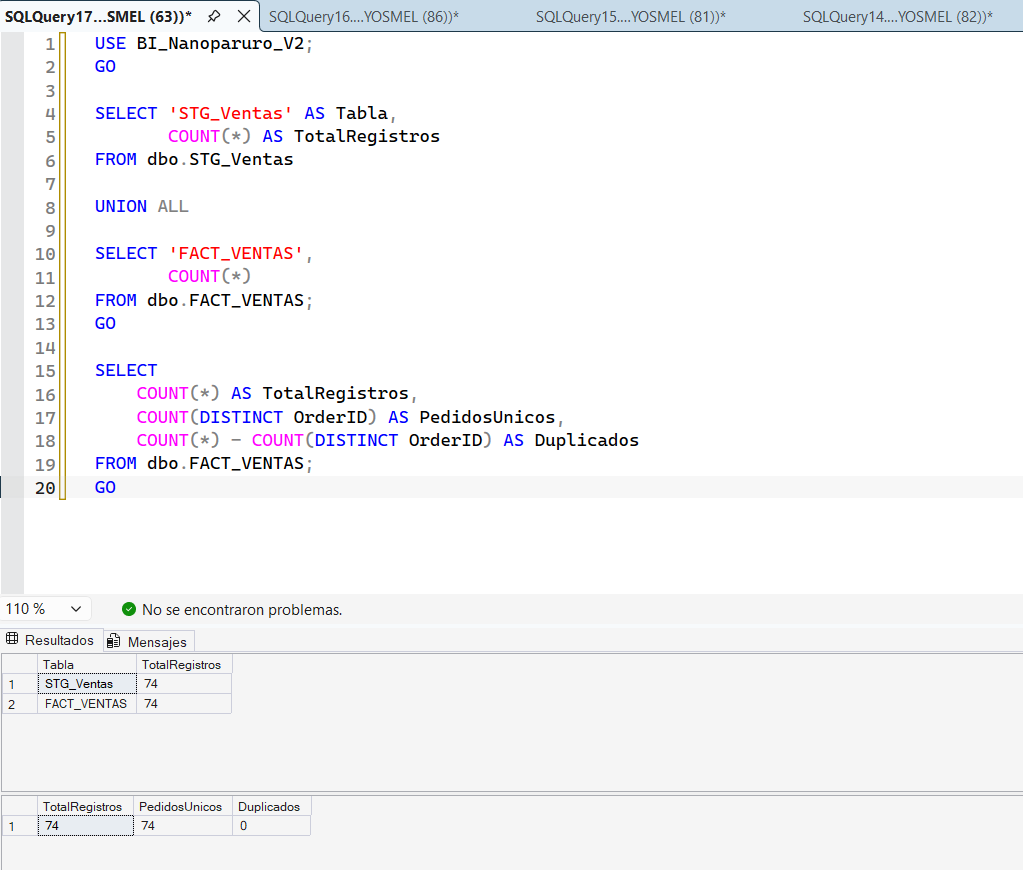 SQLQuery17...SMEL (63))* SQLQuery16....YOSMEL (86))* SQLQuery15....YOSMEL (81))* SQLQuery14....YOSMEL (82))*
1 USE BI_Nanoparuro_V2;
2 GO
3
4 SELECT 'STG_Ventas' AS Tabla,
5 COUNT(*) AS TotalRegistros
6 FROM dbo.STG_Ventas
7
8 UNION ALL
9
10 SELECT 'FACT_VENTAS',
11 COUNT(*)
12 FROM dbo.FACT_VENTAS;
13 GO
14
15 SELECT
16 COUNT(*) AS TotalRegistros,
17 COUNT(DISTINCT OrderID) AS PedidosUnicos,
18 COUNT(*) - COUNT(DISTINCT OrderID) AS Duplicados
19 FROM dbo.FACT_VENTAS;
20 GO
110 % No se encontraron problemas.
Resultados Mensajes
Tabla TotalRegistros
1 STG_Ventas 74
2 FACT_VENTAS 74
TotalRegistros PedidosUnicos Duplicados
1 74 74 0